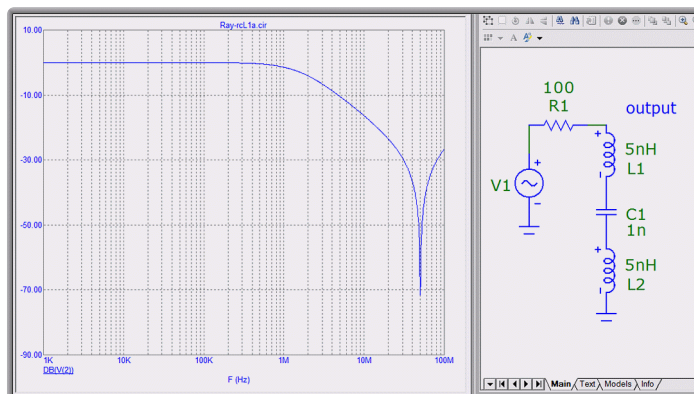 Ray-rcL1a.cir
10.00
-10.00
-30.00
-50.00
-70.00
-90.00
1K
10K
100K
1M
10M
100M
DB(V(2))
F (Hz)
100
R1
output
V1
5nH
L1
C1
1n
5nH
L2
Main
Text
Models
Info